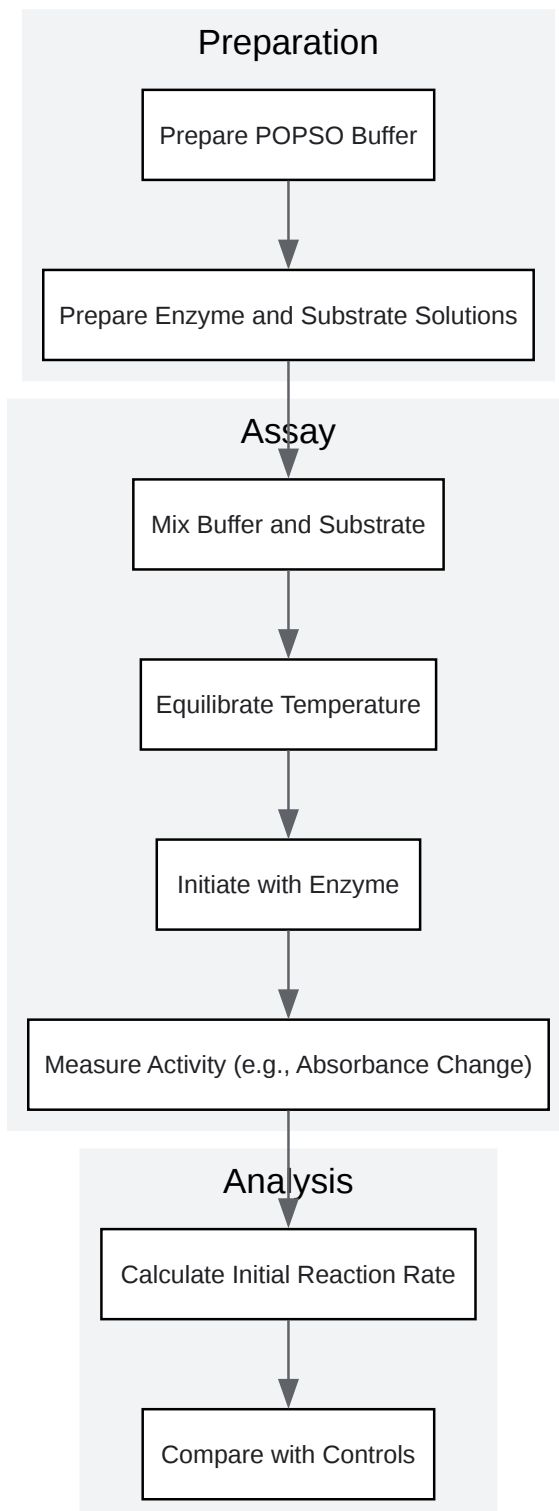 Preparation
Prepare POPSO Buffer
Prepare Enzyme and Substrate Solutions
Assay
Mix Buffer and Substrate
Equilibrate Temperature
Initiate with Enzyme
Measure Activity (e.g., Absorbance Change)
Analysis
Calculate Initial Reaction Rate
Compare with Controls